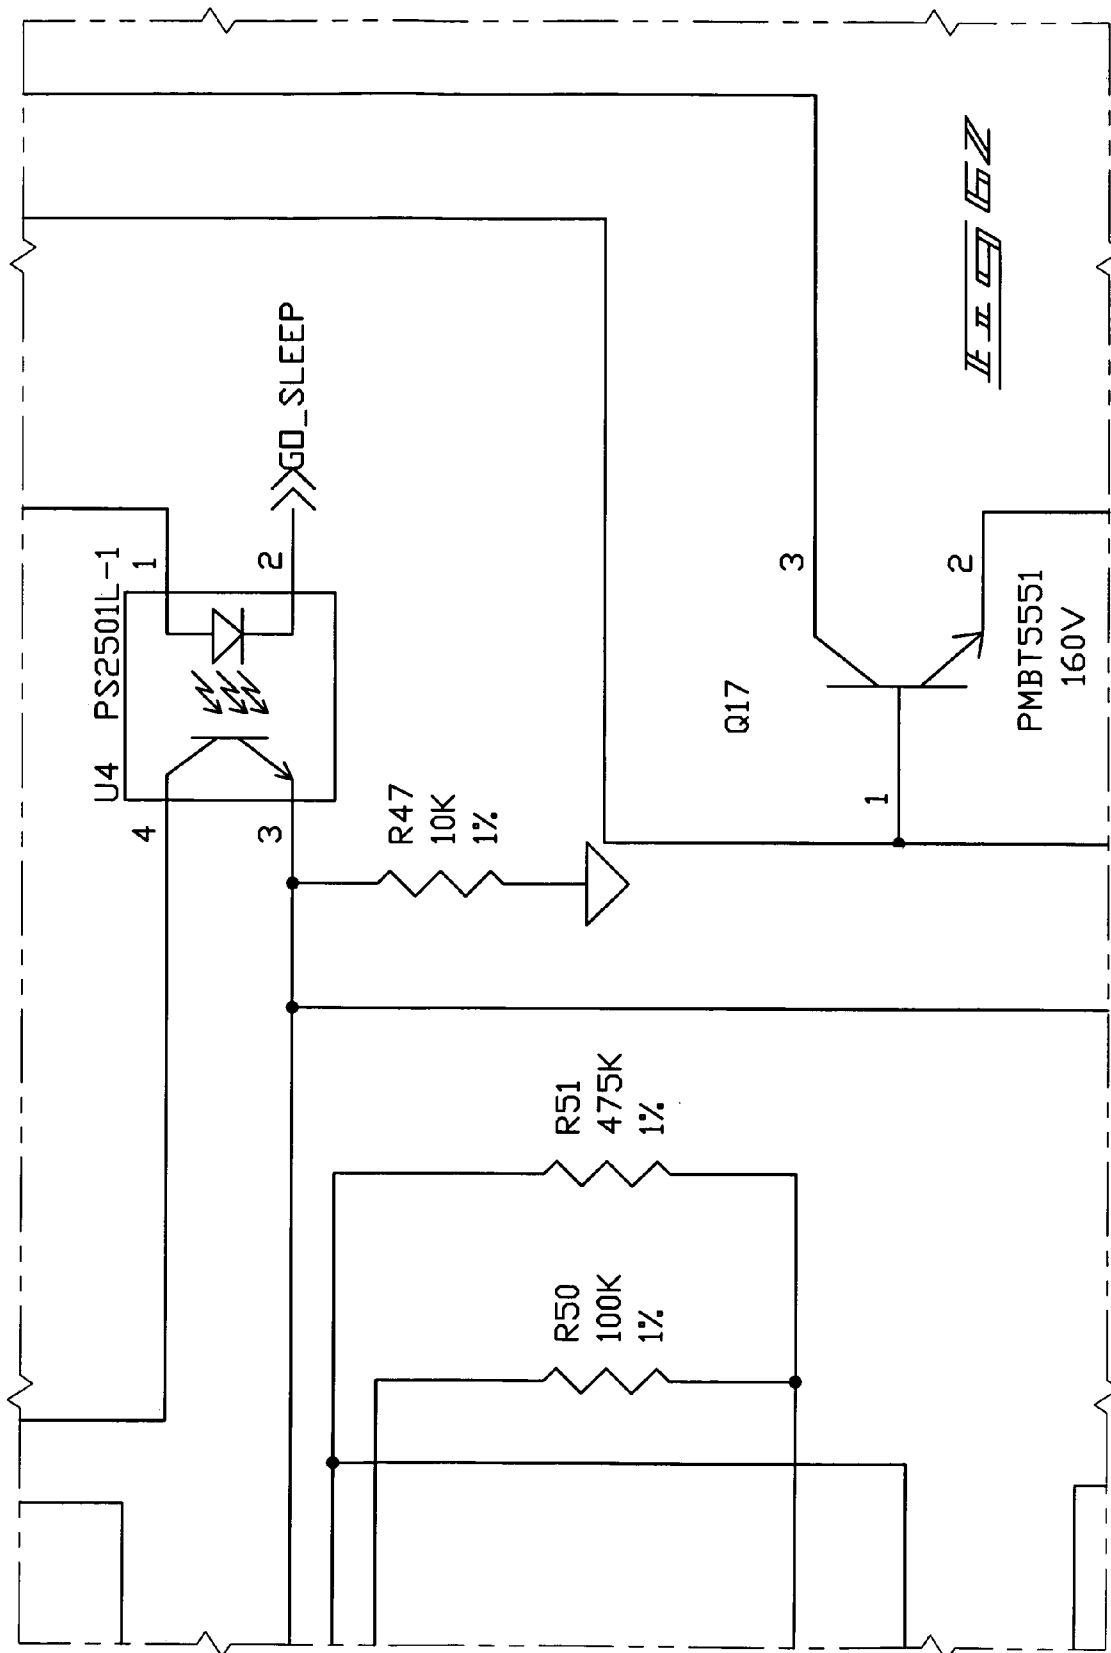 U4 PS2501L-1
4
1
3
2
GO_SLEEP
R47
10K
1%
R50
100K
1%
R51
475K
1%
Q17
1
3
2
PMBT5551
160V
Fig 6Z